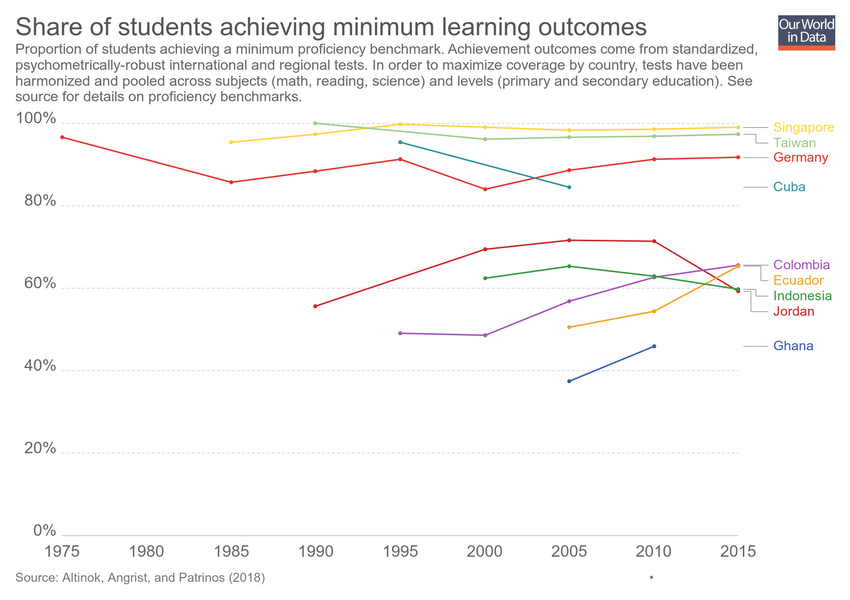 Share of students achieving minimum learning outcomes
Our World
in Data
Proportion of students achieving a minimum proficiency benchmark. Achievement outcomes come from standardized,
psychometrically-robust international and regional tests. In order to maximize coverage by country, tests have been
harmonized and pooled across subjects (math, reading, science) and levels (primary and secondary education). See
source for details on proficiency benchmarks.
100%
80%
60%
40%
20%
0%
Singapore
Taiwan
Germany
Cuba
Colombia
Ecuador
Indonesia
Jordan
Ghana
1975 1980 1985 1990 1995 2000 2005 2010 2015
Source: Altinok, Angrist, and Patrinos (2018)